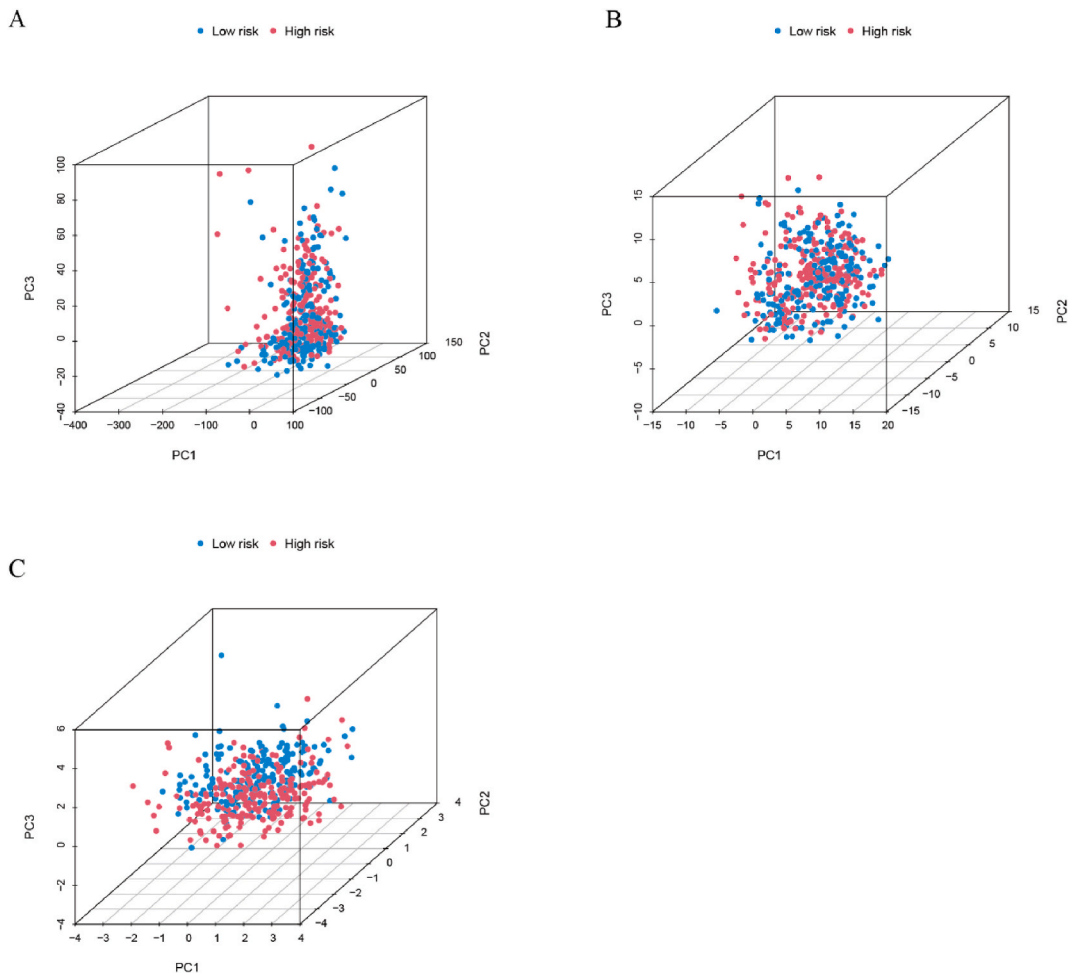 A
Low risk High risk
100
80
60
40
20
0
−20
−40
PC3
−400 −300 −200 −100 0 100
PC1
−100
−50
0
50
100
150
PC2
B
Low risk High risk
15
10
5
0
−5
−10
PC3
−15 −10 −5 0 5 10 15 20
PC1
−15
−10
−5
0
5
10
15
PC2
C
Low risk High risk
6
4
2
0
−2
−4
PC3
−4 −3 −2 −1 0 1 2 3 4
PC1
−4
−3
−2
−1
0
1
2
3
4
PC2